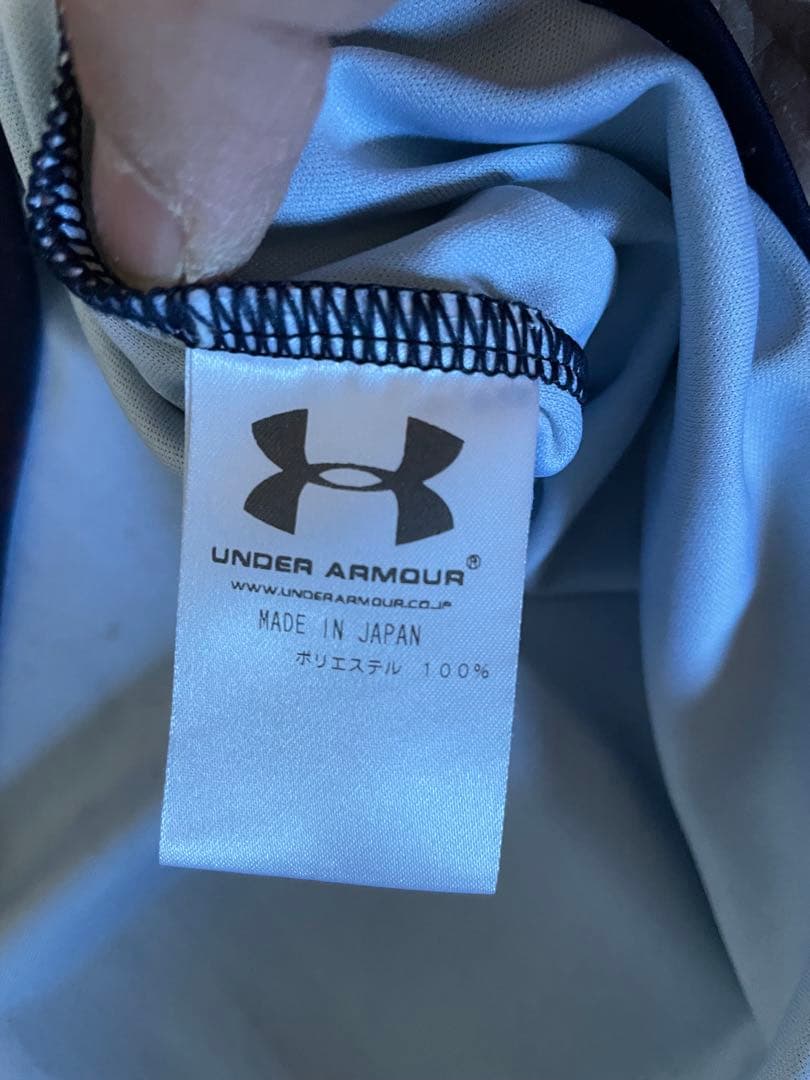 UNDER ARMOUR®
WWW.UNDERARMOUR.CO.JP
MADE IN JAPAN
ポリエステル 100%